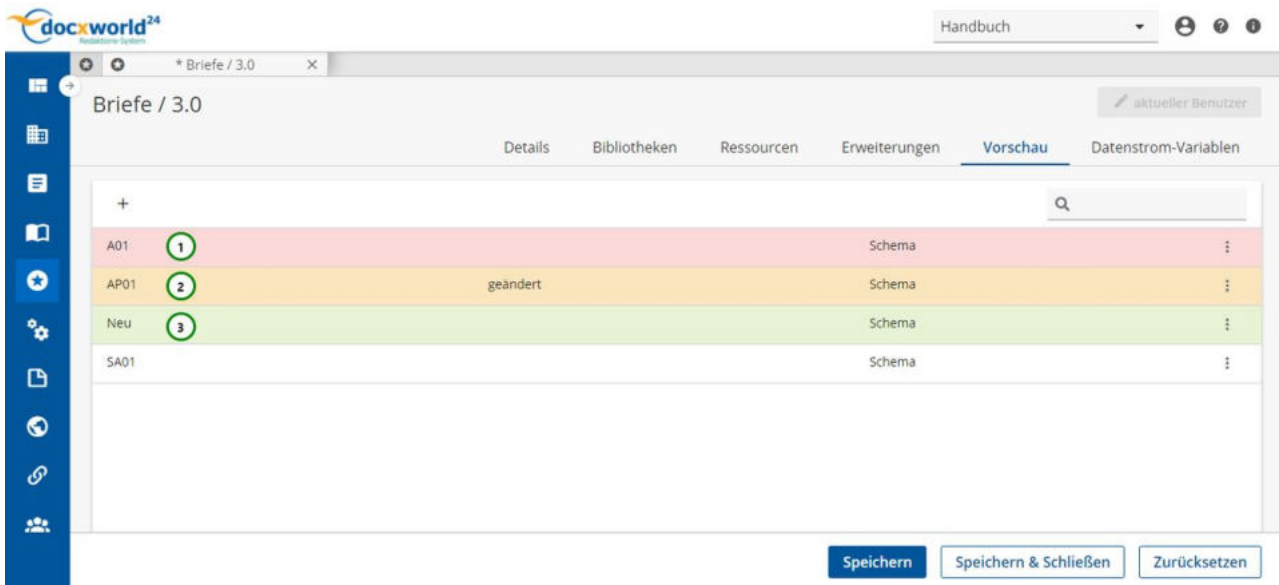 docxworld24
Redaktions-System
Handbuch
* Briefe / 3.0
Briefe / 3.0
aktueller Benutzer
Details Bibliotheken Ressourcen Erweiterungen Vorschau Datenstrom-Variablen
A01 1 Schema
AP01 2 geändert Schema
Neu 3 Schema
SA01 Schema
Speichern Speichern & Schließen Zurücksetzen